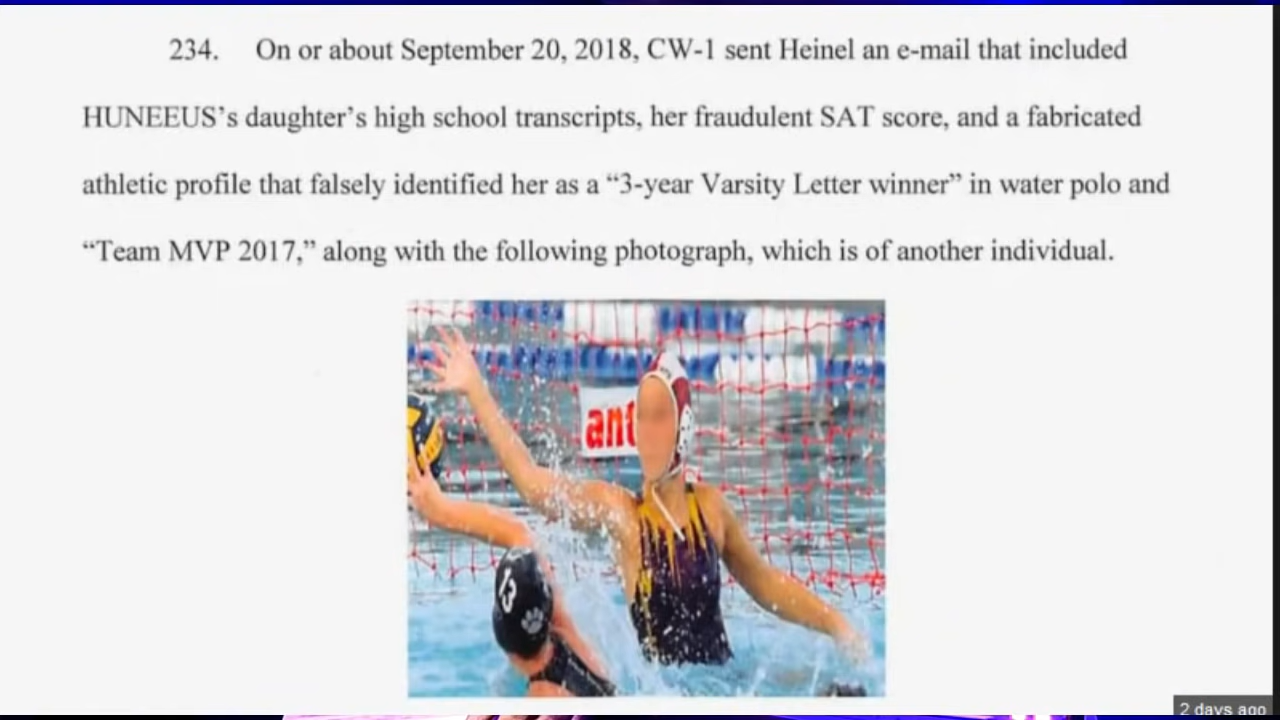 234. On or about September 20, 2018, CW-1 sent Heinel an e-mail that included
HUNEEUS’s daughter’s high school transcripts, her fraudulent SAT score, and a fabricated
athletic profile that falsely identified her as a “3-year Varsity Letter winner” in water polo and
“Team MVP 2017,” along with the following photograph, which is of another individual.
ant
13
2 days ago